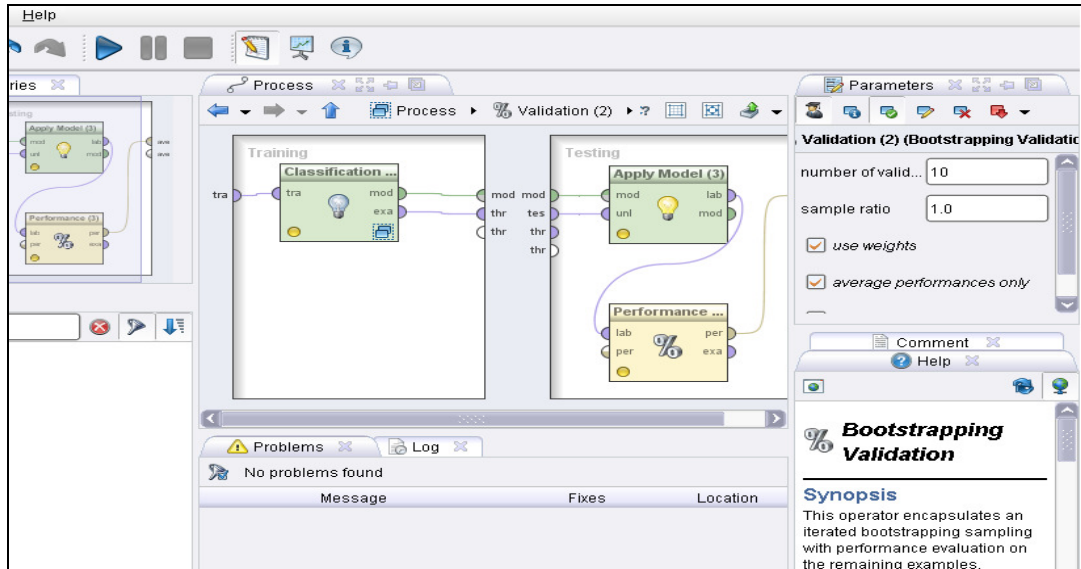 Help
ries
Process
Parameters
Process
Validation (2)
?
Validation (2) (Bootstrapping Validatic
number of valid... 10
sample ratio 1.0
use weights
average performances only
sting
Apply Model (3)
mod lab
unl mod
ave
ave
Performance (3)
lab per
per exa
Training
Classification ...
tra
tra mod
exa
mod
thr
thr
Testing
mod
tes
thr
thr
Apply Model (3)
mod lab
unl mod
Performance ...
lab per
per exa
Comment
Help
Problems
Log
No problems found
Message Fixes Location
Bootstrapping
Validation
Synopsis
This operator encapsulates an
iterated bootstrapping sampling
with performance evaluation on
the remaining examples.